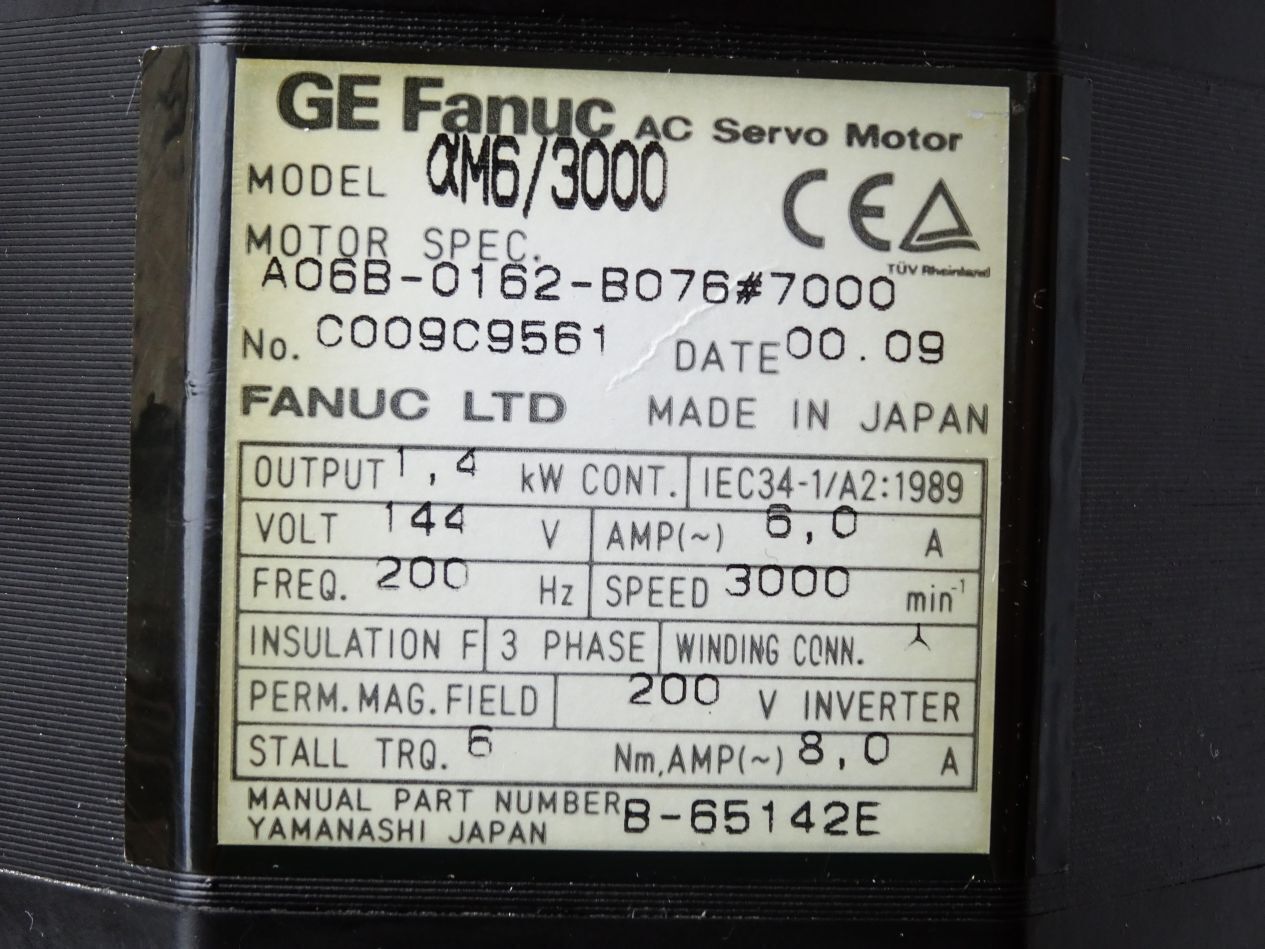 GE Fanuc AC Servo Motor
MODEL αM6/3000
TÜV Rheinland
MOTOR SPEC.
A06B-0162-B076#7000
No. C009C9561 DATE 00.09
FANUC LTD MADE IN JAPAN
OUTPUT 1,4 kW CONT. IEC34-1/A2:1989
VOLT 144 V AMP(~) 6,0 A
FREQ. 200 Hz SPEED 3000 min⁻¹
INSULATION F 3 PHASE WINDING CONN.
PERM.MAG.FIELD 200 V INVERTER
STALL TRQ. 6 Nm,AMP(~) 8,0 A
MANUAL PART NUMBER B-65142E
YAMANASHI JAPAN